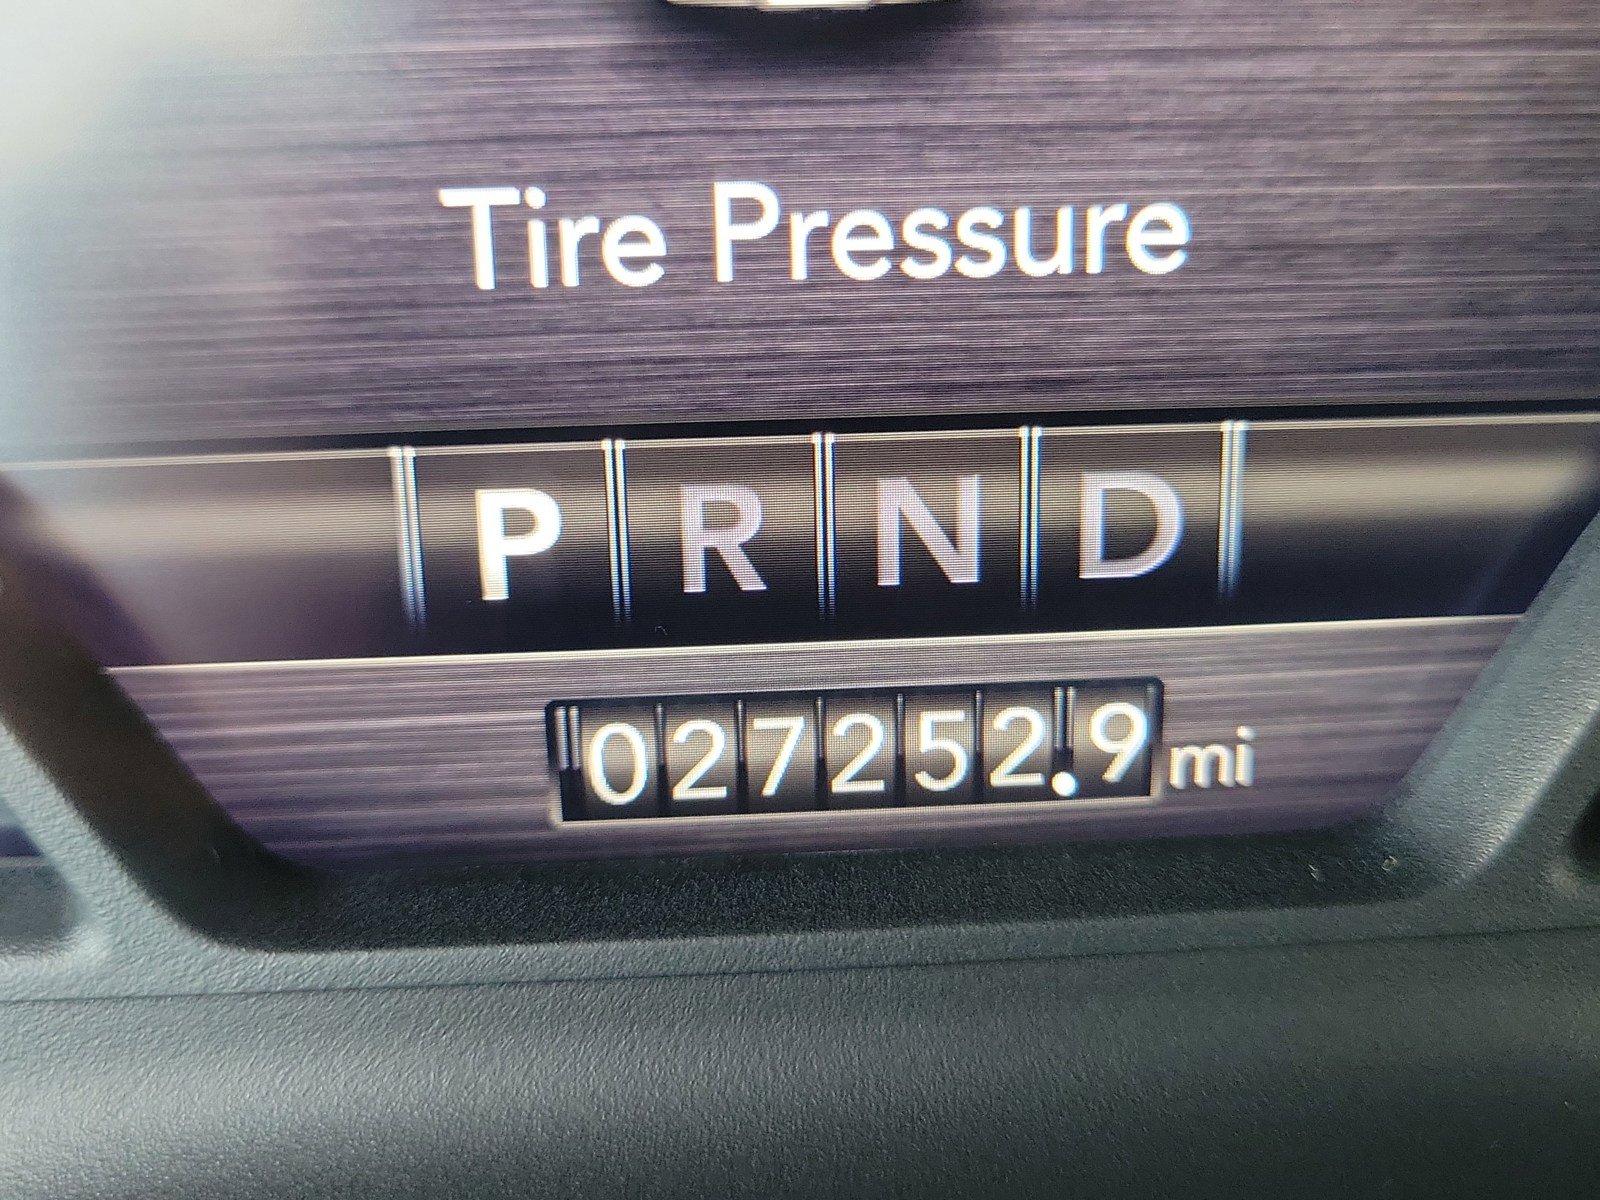 Tire Pressure
P R N D
027252.9 mi